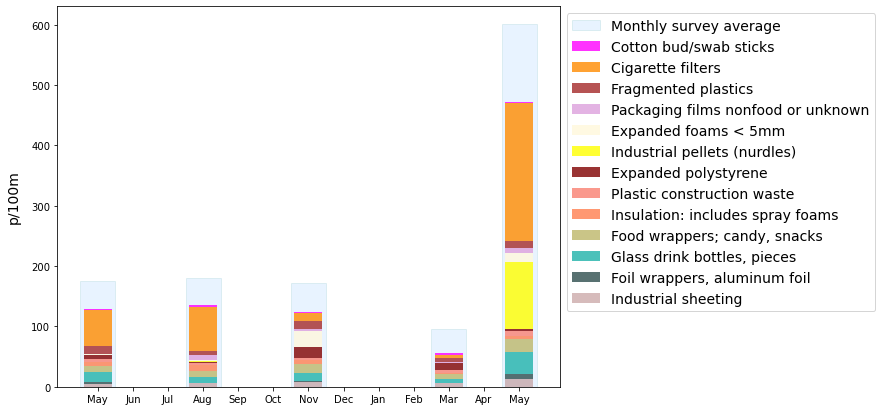 600
500
400
300
200
100
0
p/100m
May Jun Jul Aug Sep Oct Nov Dec Jan Feb Mar Apr May
Monthly survey average
Cotton bud/swab sticks
Cigarette filters
Fragmented plastics
Packaging films nonfood or unknown
Expanded foams < 5mm
Industrial pellets (nurdles)
Expanded polystyrene
Plastic construction waste
Insulation: includes spray foams
Food wrappers; candy, snacks
Glass drink bottles, pieces
Foil wrappers, aluminum foil
Industrial sheeting